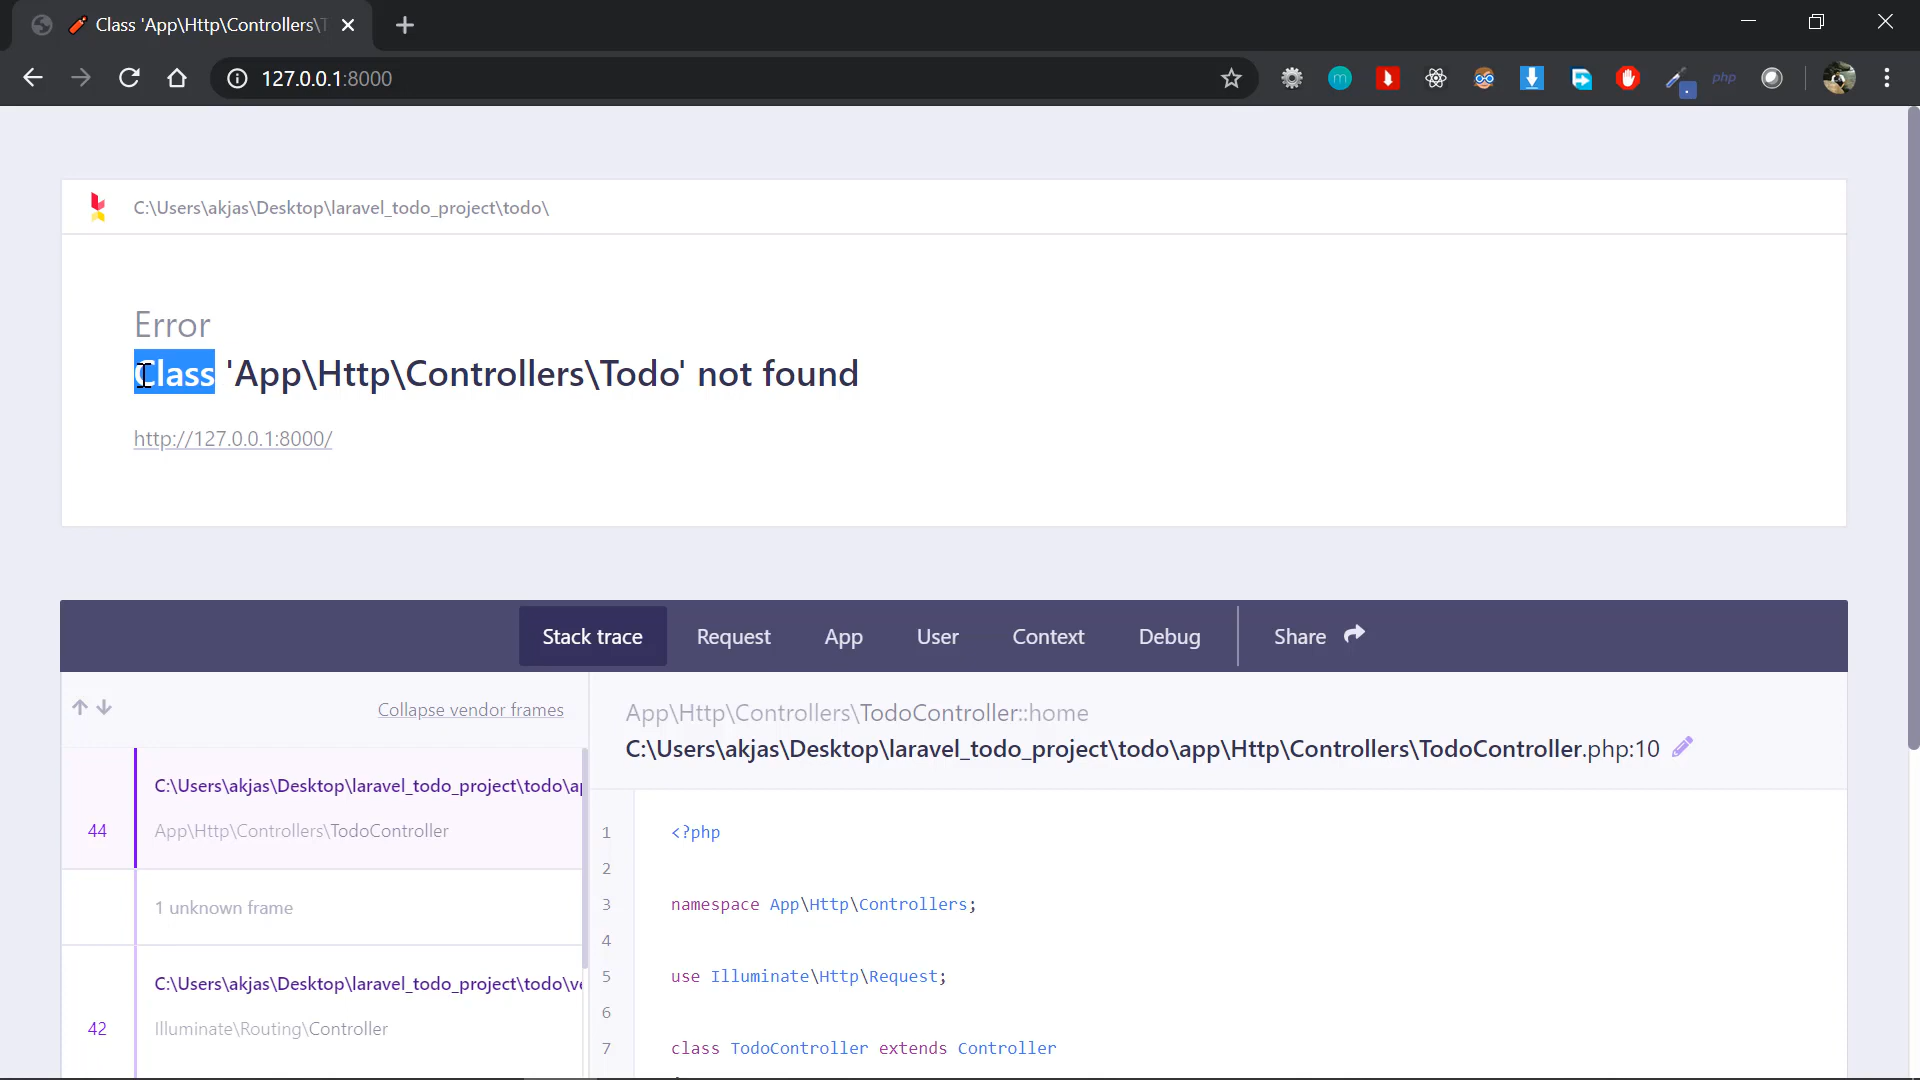 Class 'App\Http\Controllers\T
127.0.0.1:8000
php
C:\Users\akjas\Desktop\laravel_todo_project\todo\
Error
Class 'App\Http\Controllers\Todo' not found
http://127.0.0.1:8000/
Stack trace
Request
App
User
Context
Debug
Share
Collapse vendor frames
C:\Users\akjas\Desktop\laravel_todo_project\todo\ap
44
App\Http\Controllers\TodoController
1 unknown frame
C:\Users\akjas\Desktop\laravel_todo_project\todo\ve
42
Illuminate\Routing\Controller
App\Http\Controllers\TodoController::home
C:\Users\akjas\Desktop\laravel_todo_project\todo\app\Http\Controllers\TodoController.php:10
1 <?php
2
3 namespace App\Http\Controllers;
4
5 use Illuminate\Http\Request;
6
7 class TodoController extends Controller